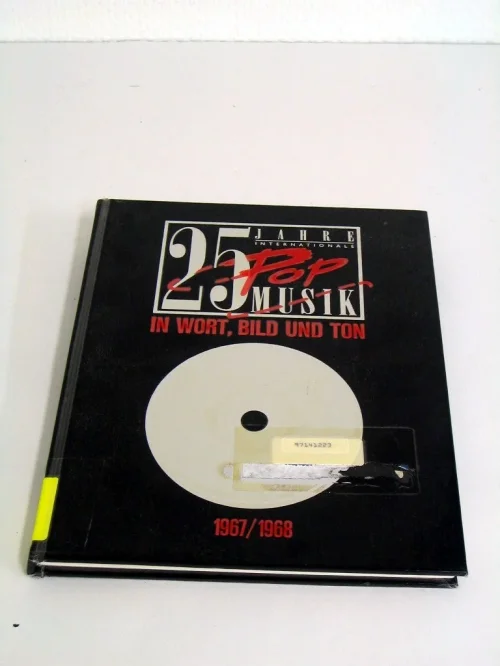 25 JAHRE
INTERNATIONALE
POP
MUSIK
IN WORT, BILD UND TON
1967/1968